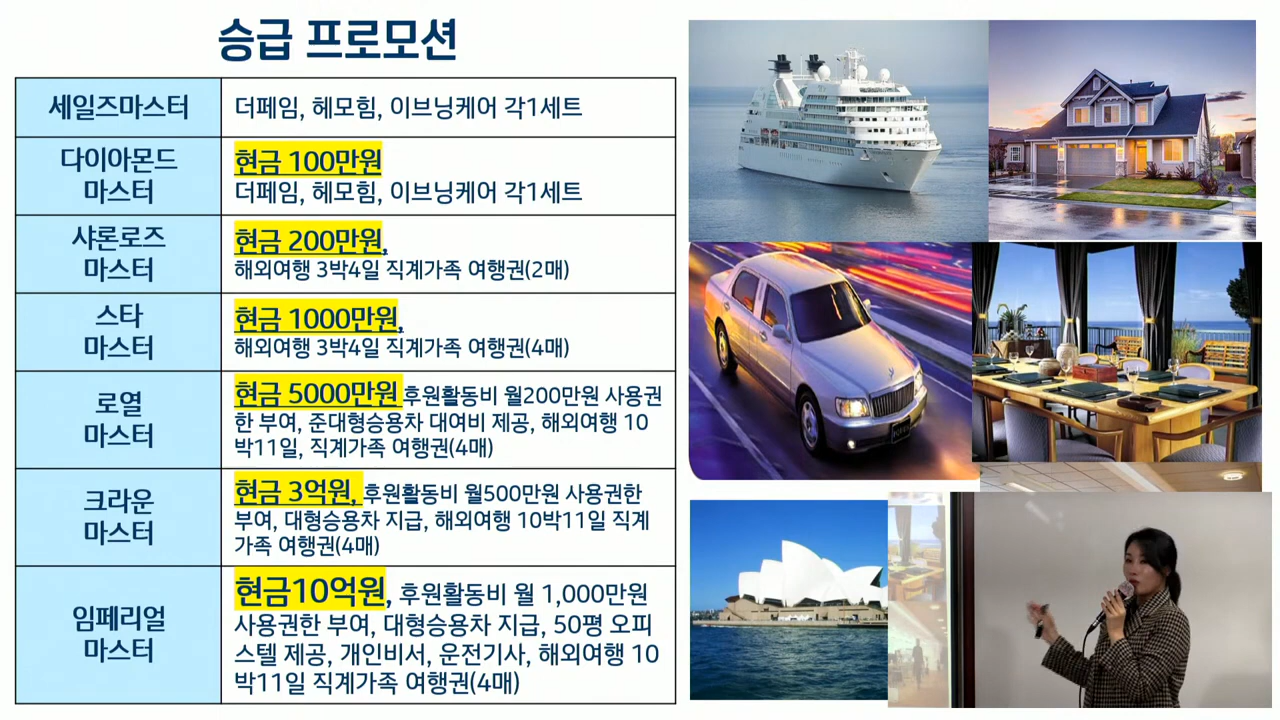 승급 프로모션
세일즈마스터
더페임, 헤모힘, 이브닝케어 각1세트
다이아몬드
마스터
현금 100만원
더페임, 헤모힘, 이브닝케어 각1세트
샤론로즈
마스터
현금 200만원,
해외여행 3박4일 직계가족 여행권(2매)
스타
마스터
현금 1000만원,
해외여행 3박4일 직계가족 여행권(4매)
로열
마스터
현금 5000만원 후원활동비 월200만원 사용권
한 부여, 준대형승용차 대여비 제공, 해외여행 10
박11일, 직계가족 여행권(4매)
크라운
마스터
현금 3억원, 후원활동비 월500만원 사용권한
부여, 대형승용차 지급, 해외여행 10박11일 직계
가족 여행권(4매)
임페리얼
마스터
현금10억원, 후원활동비 월 1,000만원
사용권한 부여, 대형승용차 지급, 50평 오피
스텔 제공, 개인비서, 운전기사, 해외여행 10
박11일 직계가족 여행권(4매)